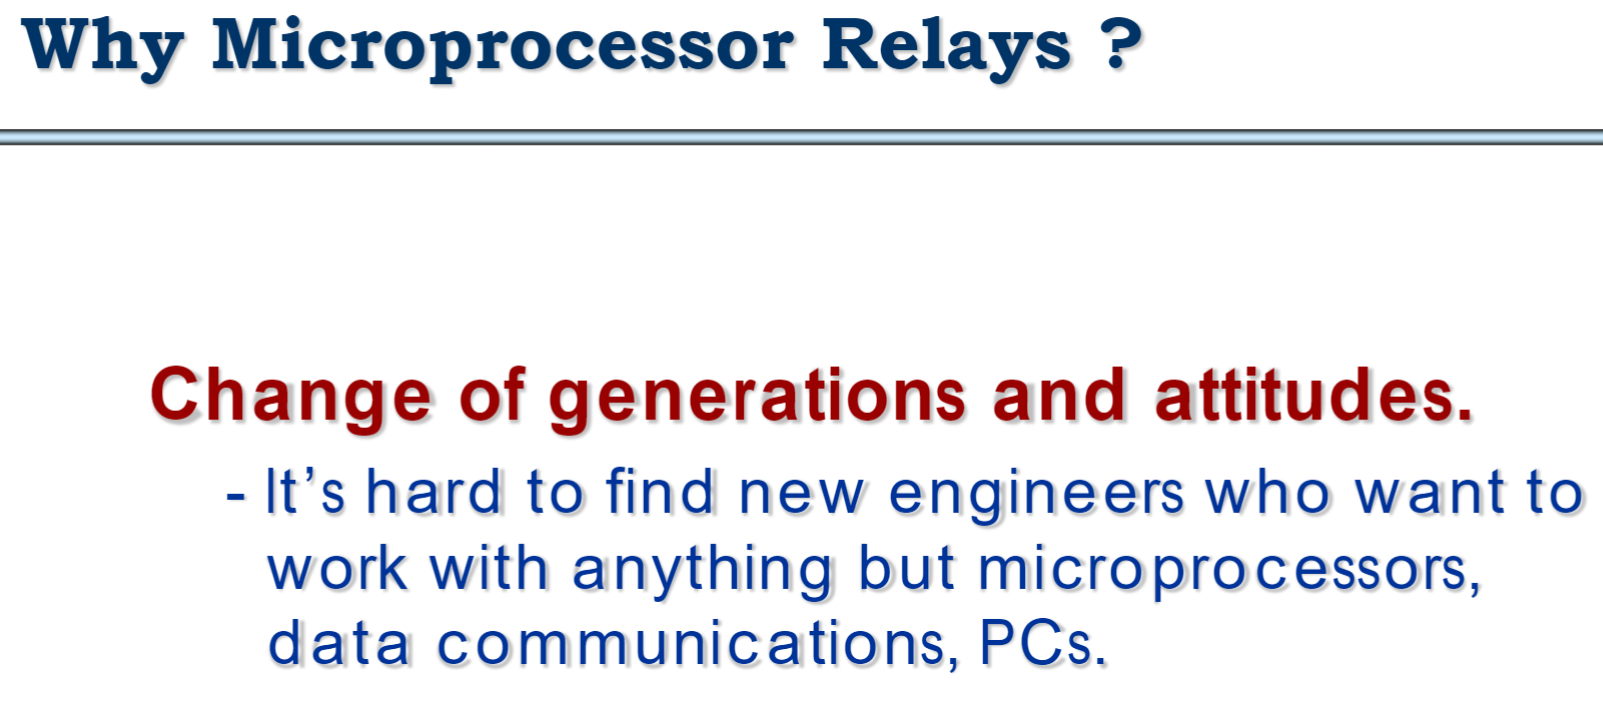 Why Microprocessor Relays ?
Change of generations and attitudes.
- It’s hard to find new engineers who want to
work with anything but microprocessors,
data communications, PCs.